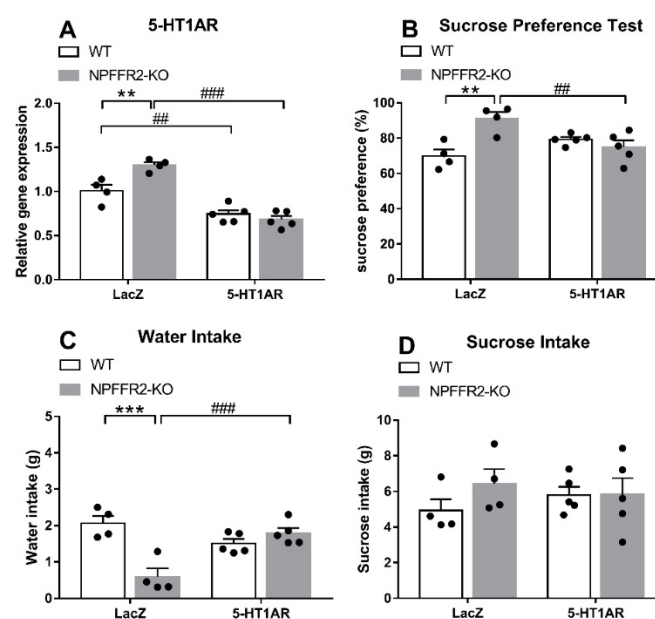 A 5-HT1AR
WT
NPFFR2-KO
** ###
##
Relative gene expression
2.0
1.5
1.0
0.5
0.0
LacZ 5-HT1AR
B Sucrose Preference Test
WT
NPFFR2-KO
** ##
sucrose preference (%)
100
80
60
40
20
0
LacZ 5-HT1AR
C Water Intake
WT
NPFFR2-KO
*** ###
Water intake (g)
5
4
3
2
1
0
LacZ 5-HT1AR
D Sucrose Intake
WT
NPFFR2-KO
Sucrose intake (g)
10
8
6
4
2
0
LacZ 5-HT1AR